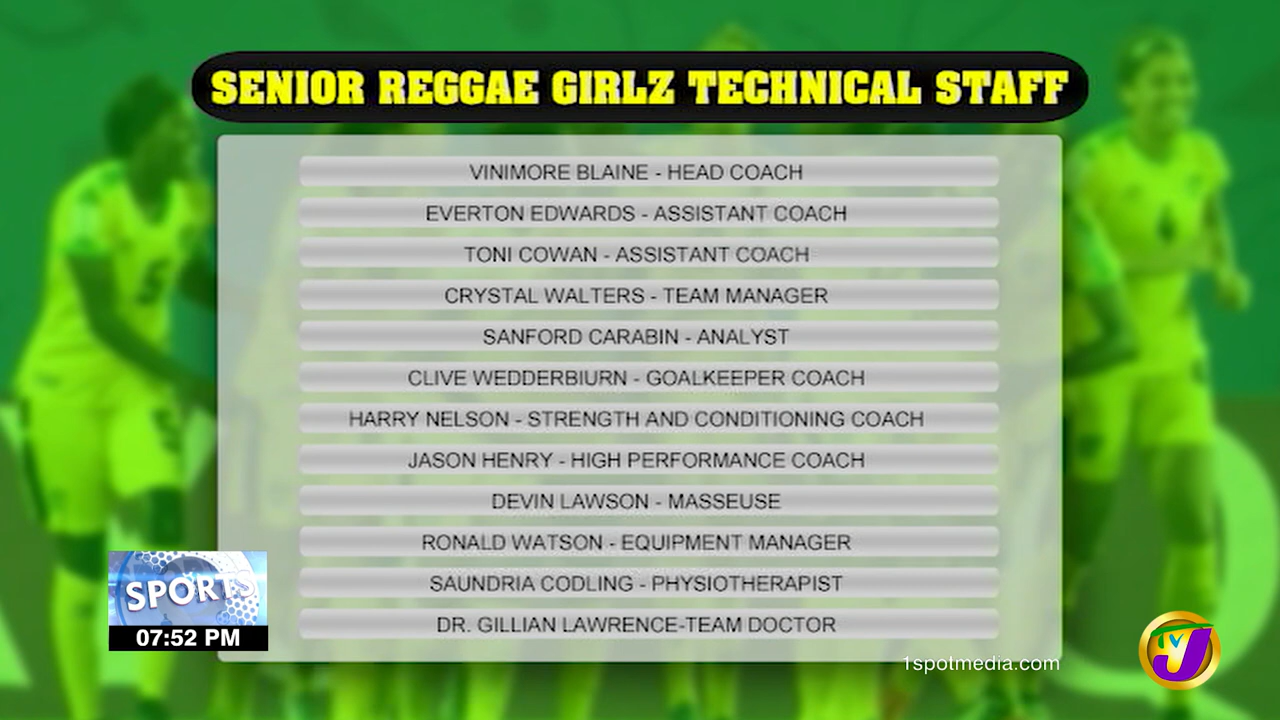 SENIOR REGGAE GIRLZ TECHNICAL STAFF
VINIMORE BLAINE - HEAD COACH
EVERTON EDWARDS - ASSISTANT COACH
TONI COWAN - ASSISTANT COACH
CRYSTAL WALTERS - TEAM MANAGER
SANFORD CARABIN - ANALYST
CLIVE WEDDERBIURN - GOALKEEPER COACH
HARRY NELSON - STRENGTH AND CONDITIONING COACH
JASON HENRY - HIGH PERFORMANCE COACH
DEVIN LAWSON - MASSEUSE
RONALD WATSON - EQUIPMENT MANAGER
SAUNDRIA CODLING - PHYSIOTHERAPIST
DR. GILLIAN LAWRENCE-TEAM DOCTOR
SPORTS
07:52 PM
1spotmedia.com
TVJ